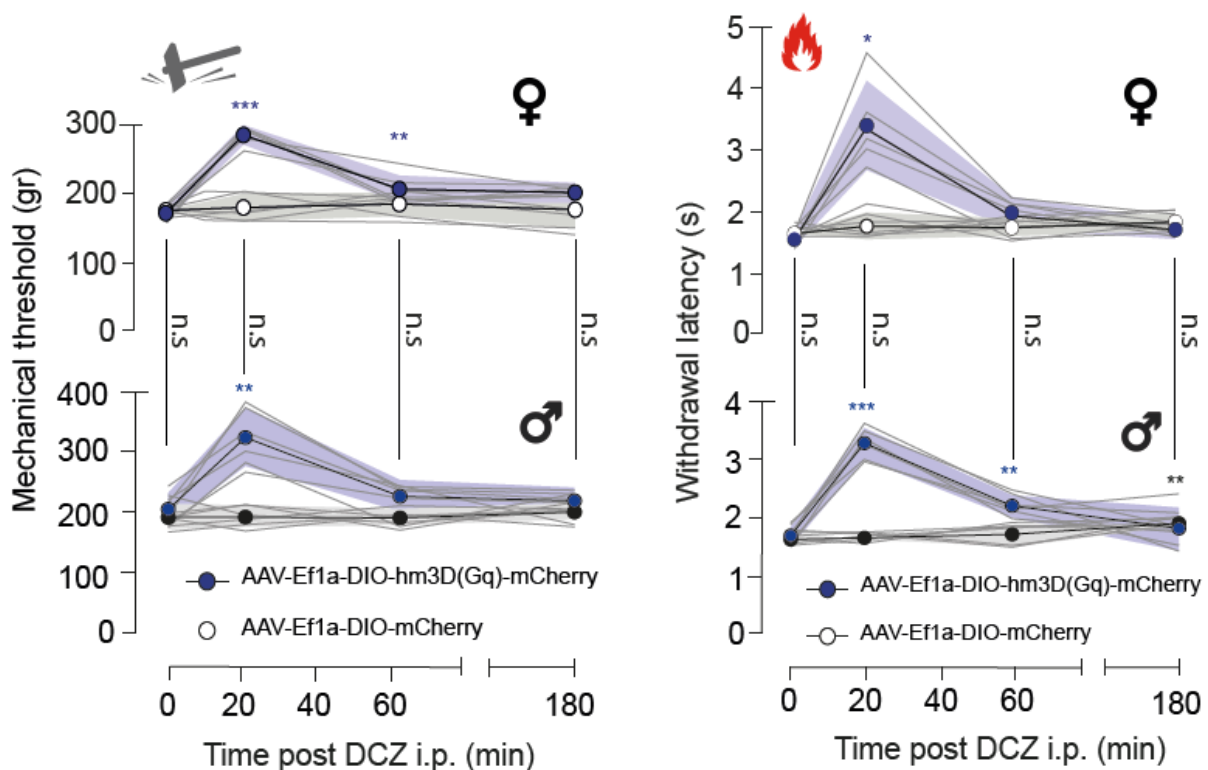 Mechanical threshold (gr)
300
200
100
0
***
**
n.s
n.s
n.s
n.s
400
300
200
100
0
**
AAV-Ef1a-DIO-hm3D(Gq)-mCherry
AAV-Ef1a-DIO-mCherry
0
20
40
60
180
Time post DCZ i.p. (min)
Withdrawal latency (s)
5
4
3
2
1
0
*
n.s
n.s
n.s
n.s
4
3
2
1
0
***
**
**
AAV-Ef1a-DIO-hm3D(Gq)-mCherry
AAV-Ef1a-DIO-mCherry
0
20
40
60
180
Time post DCZ i.p. (min)